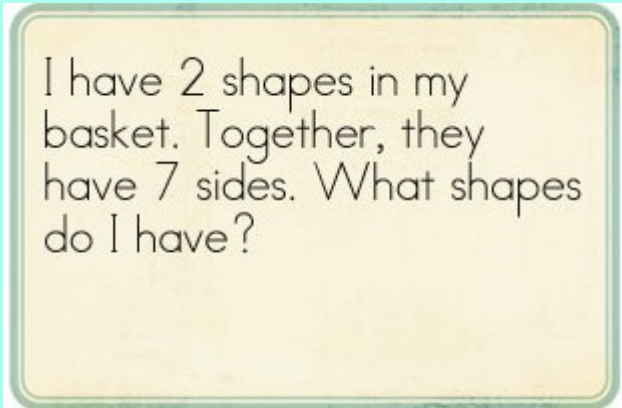 I have 2 shapes in my
basket. Together, they
have 7 sides. What shapes
do I have?